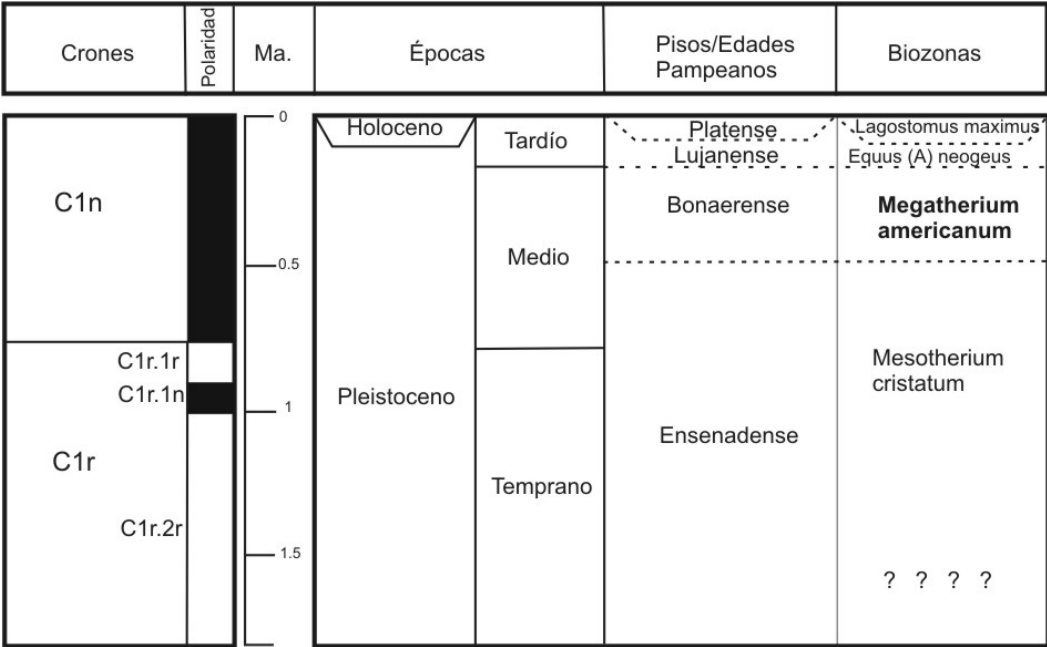 Crones
Polaridad
Ma.
Épocas
Pisos/Edades
Pampeanos
Biozonas
C1n
C1r.1r
C1r.1n
C1r
C1r.2r
0
0.5
1
1.5
Holoceno
Pleistoceno
Tardío
Medio
Temprano
Platense
Lujanense
Bonaerense
Ensenadense
Lagostomus maximus
Equus (A) neogeus
Megatherium
americanum
Mesotherium
cristatum
? ? ? ?